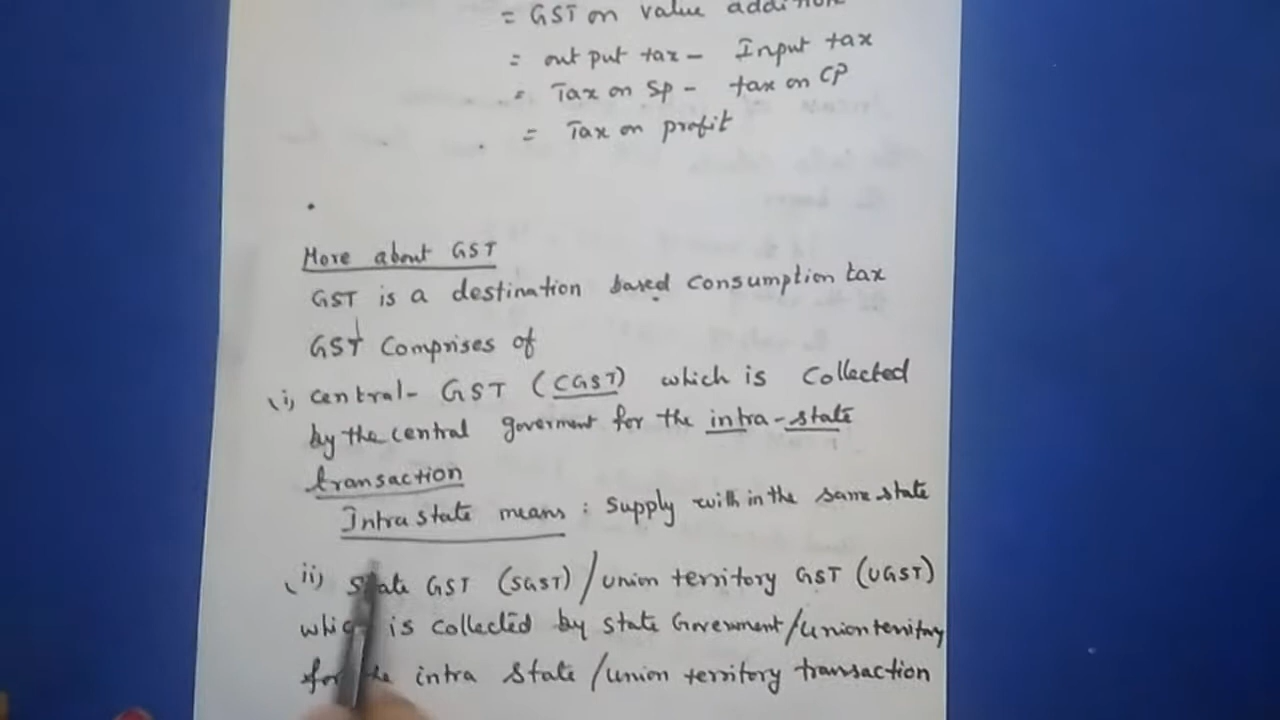 = GST on value addition
= out put tax - Input tax
= Tax on SP - tax on CP
= Tax on profit
More about GST
GST is a destination based consumption tax
GST Comprises of
(i) central- GST (CGST) which is collected
by the central goverment for the intra-state
transaction
Intra state means : Supply with in the same state
(ii) State GST (SGST) / union territory GST (UGST)
which is collected by state Goverment/union territory
for the intra state /union territory transaction